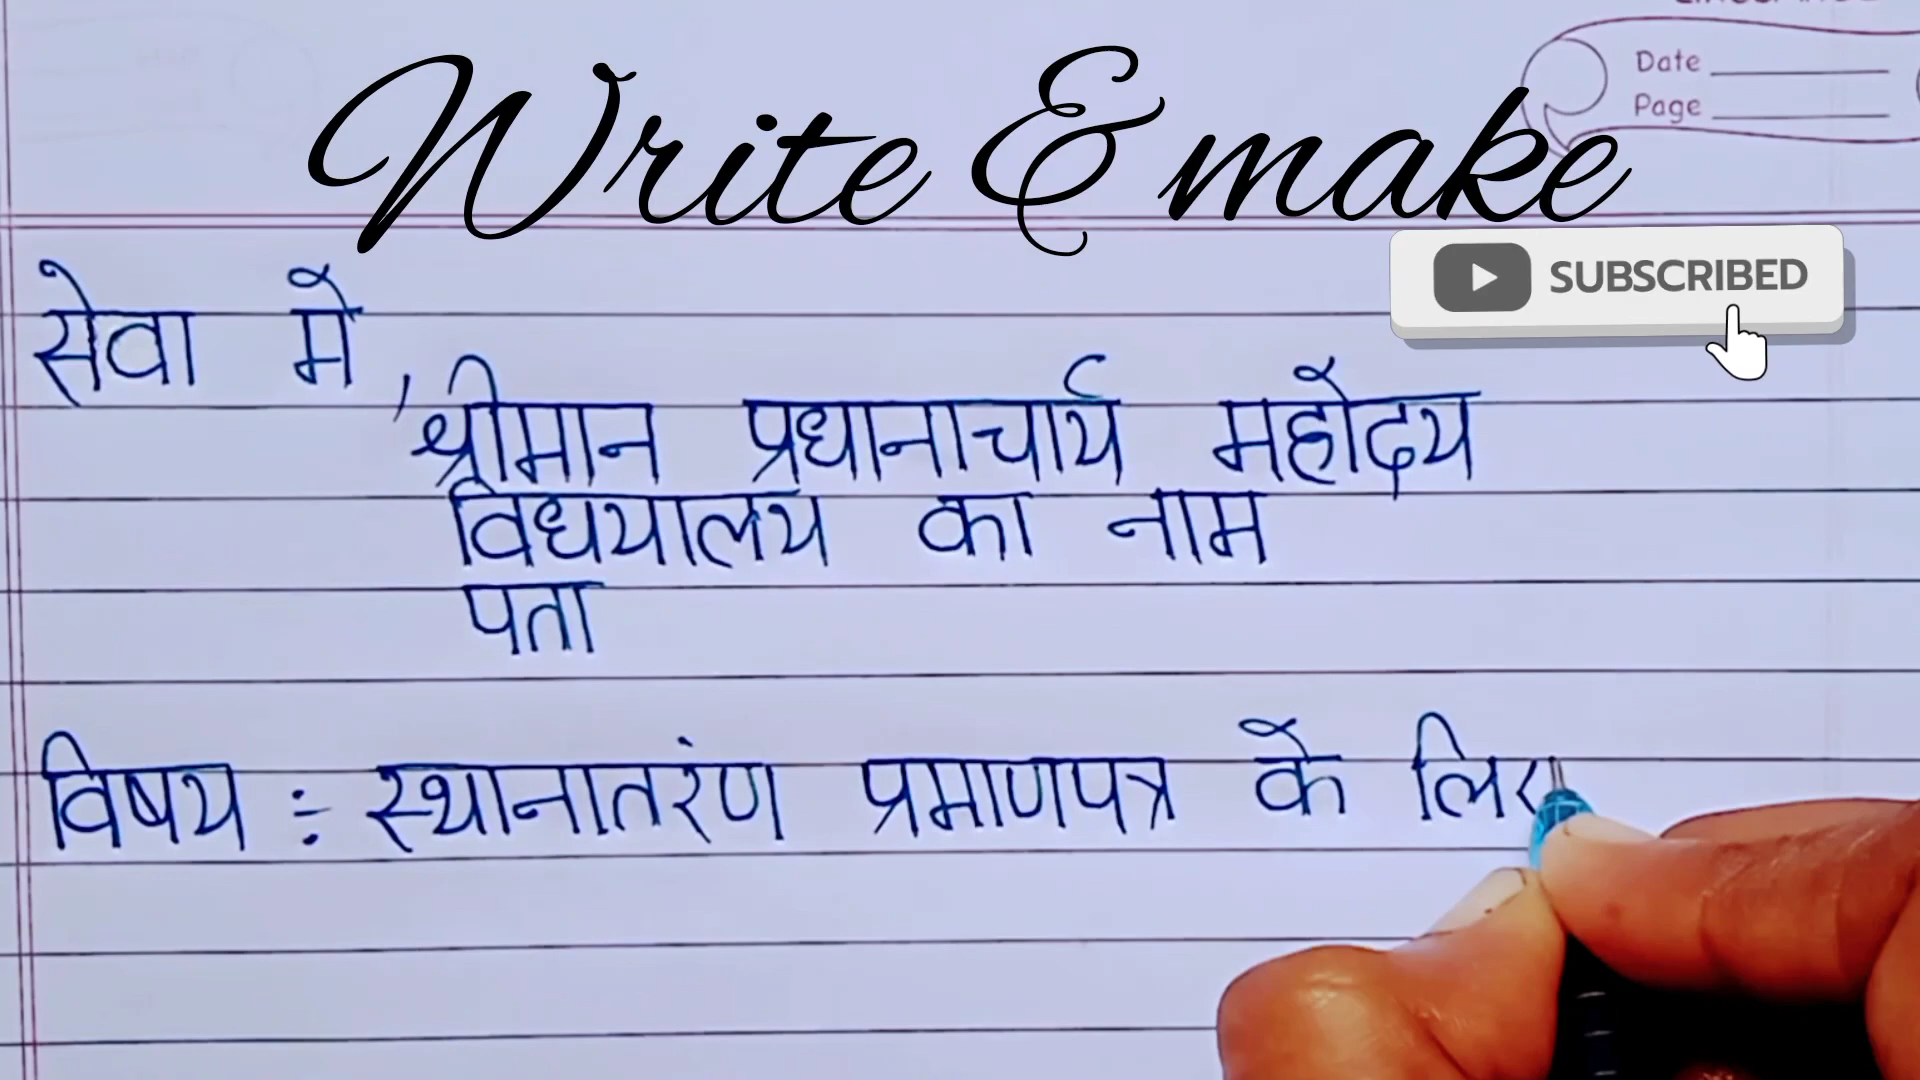 Date
Page
Write & make
SUBSCRIBED
सेवा में,
श्रीमान प्रधानाचार्य महोदय
विधयालय का नाम
पता
विषय :- स्थानातरंण प्रमाणपत्र के